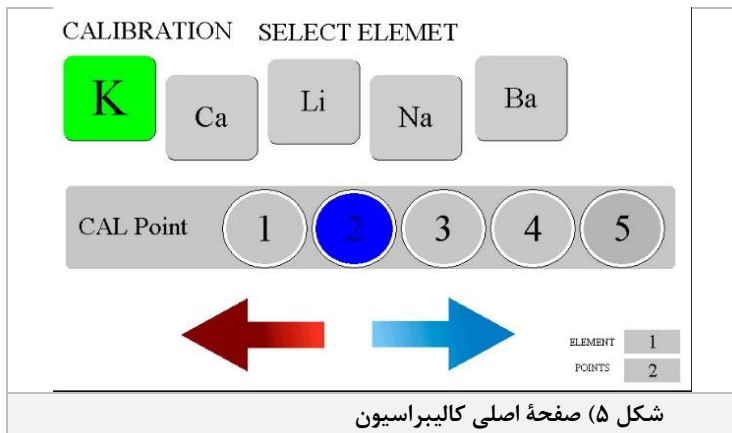 CALIBRATION SELECT ELEMET
K Ca Li Na Ba
CAL Point 1 2 3 4 5
ELEMENT 1
POINTS 2
شکل ۵) صفحهٔ اصلی کالیبراسیون